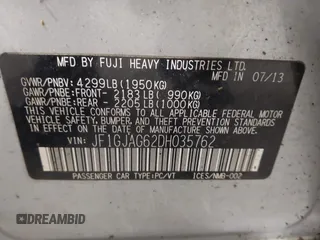 MFD BY FUJI HEAVY INDUSTRIES LTD.
GVWR/PNBV: 4299LB(1950KG) MFD IN 07/13
GAWR/PNBE:FRONT- 2183LB( 990KG)
GAWR/PNBE:REAR - 2205LB(1000KG)
THIS VEHICLE CONFORMS TO ALL APPLICABLE FEDERAL MOTOR
VEHICLE SAFETY, BUMPER, AND THEFT PREVENTION STANDARDS
IN EFFECT ON THE DATE OF MANUFACTURE SHOWN ABOVE.
VIN: JF1GJAG62DH035762
PASSENGER CAR TYPE:PC/VT ICES/NMB-002
DREAMBID